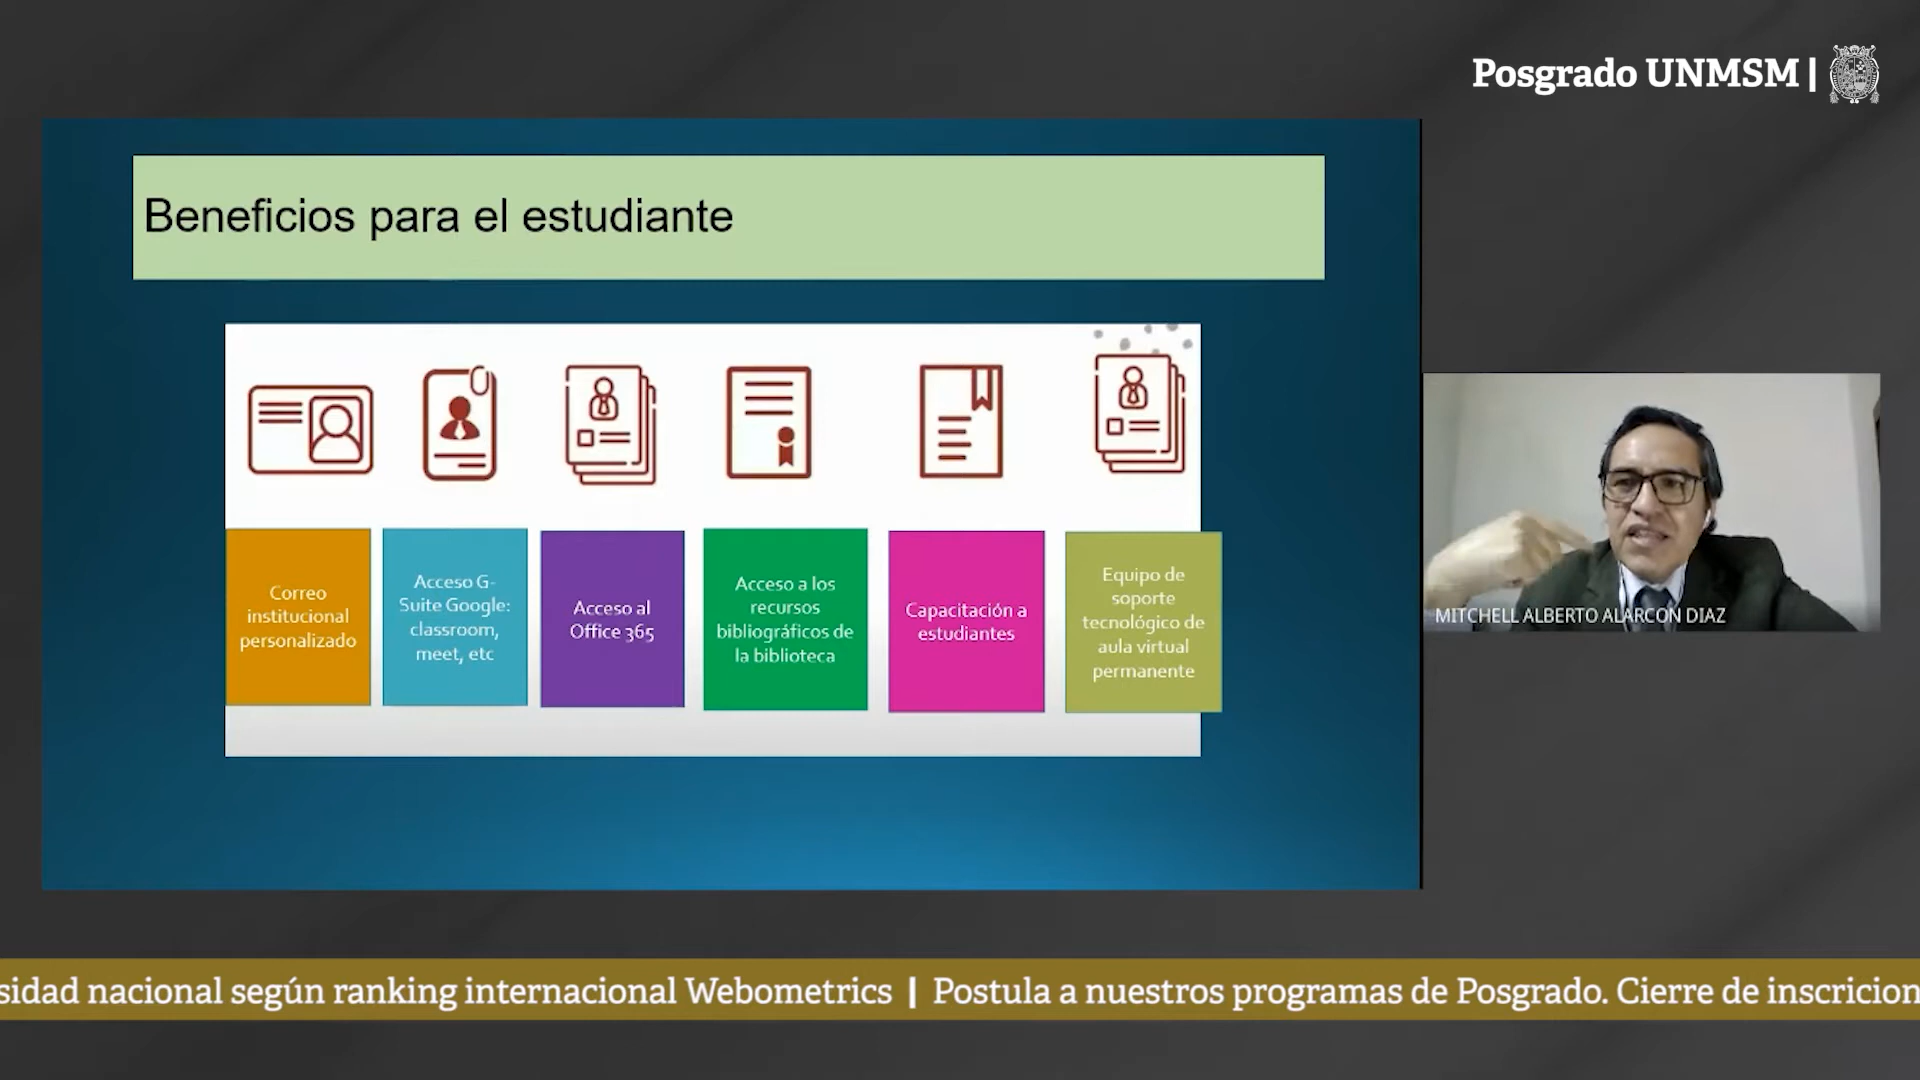 Posgrado UNMSM |
Beneficios para el estudiante
Correo
institucional
personalizado
Acceso G-
Suite Google:
classroom,
meet, etc
Acceso al
Office 365
Acceso a los
recursos
bibliográficos de
la biblioteca
Capacitación a
estudiantes
Equipo de
soporte
tecnológico de
aula virtual
permanente
MITCHELL ALBERTO ALARCON DIAZ
sidad nacional según ranking internacional Webometrics | Postula a nuestros programas de Posgrado. Cierre de inscricion